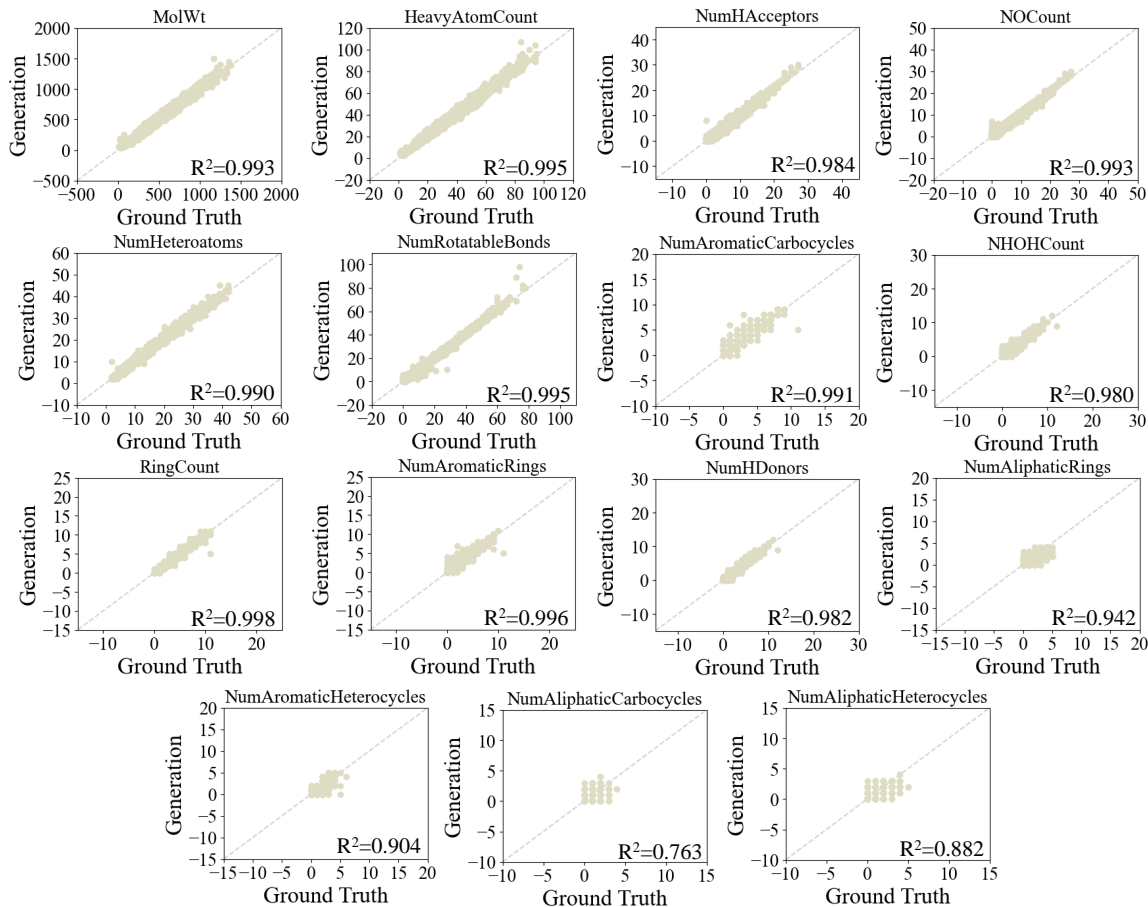 MolWt
2000
1500
1000
500
0
−500
−500 0 500 1000 1500 2000
Generation
Ground Truth
R²=0.993
HeavyAtomCount
120
100
80
60
40
20
0
−20
−20 0 20 40 60 80 100 120
Generation
Ground Truth
R²=0.995
NumHAcceptors
40
30
20
10
0
−10
−10 0 10 20 30 40
Generation
Ground Truth
R²=0.984
NOCount
50
40
30
20
10
0
−10
−20
−20 −10 0 10 20 30 40 50
Generation
Ground Truth
R²=0.993
NumHeteroatoms
60
50
40
30
20
10
0
−10
−10 0 10 20 30 40 50 60
Generation
Ground Truth
R²=0.990
NumRotatableBonds
100
80
60
40
20
0
−20
−20 0 20 40 60 80 100
Generation
Ground Truth
R²=0.995
NumAromaticCarbocycles
20
15
10
5
0
−5
−10
−10 −5 0 5 10 15 20
Generation
Ground Truth
R²=0.991
NHOHCount
30
20
10
0
−10
−10 0 10 20 30
Generation
Ground Truth
R²=0.980
RingCount
25
20
15
10
5
0
−5
−10
−15
−10 0 10 20
Generation
Ground Truth
R²=0.998
NumAromaticRings
25
20
15
10
5
0
−5
−10
−15
−10 0 10 20
Generation
Ground Truth
R²=0.996
NumHDonors
30
20
10
0
−10
−10 0 10 20 30
Generation
Ground Truth
R²=0.982
NumAliphaticRings
20
15
10
5
0
−5
−10
−15
−15 −10 −5 0 5 10 15 20
Generation
Ground Truth
R²=0.942
NumAromaticHeterocycles
20
15
10
5
0
−5
−10
−15
−15 −10 −5 0 5 10 15 20
Generation
Ground Truth
R²=0.904
NumAliphaticCarbocycles
15
10
5
0
−5
−10
−10 −5 0 5 10 15
Generation
Ground Truth
R²=0.763
NumAliphaticHeterocycles
15
10
5
0
−5
−10
−10 −5 0 5 10 15
Generation
Ground Truth
R²=0.882